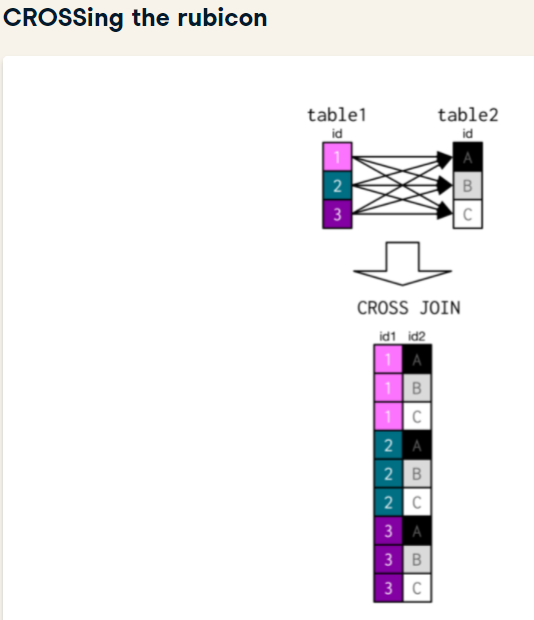 CROSSing the rubicon
table1 table2
id id
1 A
2 B
3 C
CROSS JOIN
id1 id2
1 A
1 B
1 C
2 A
2 B
2 C
3 A
3 B
3 C